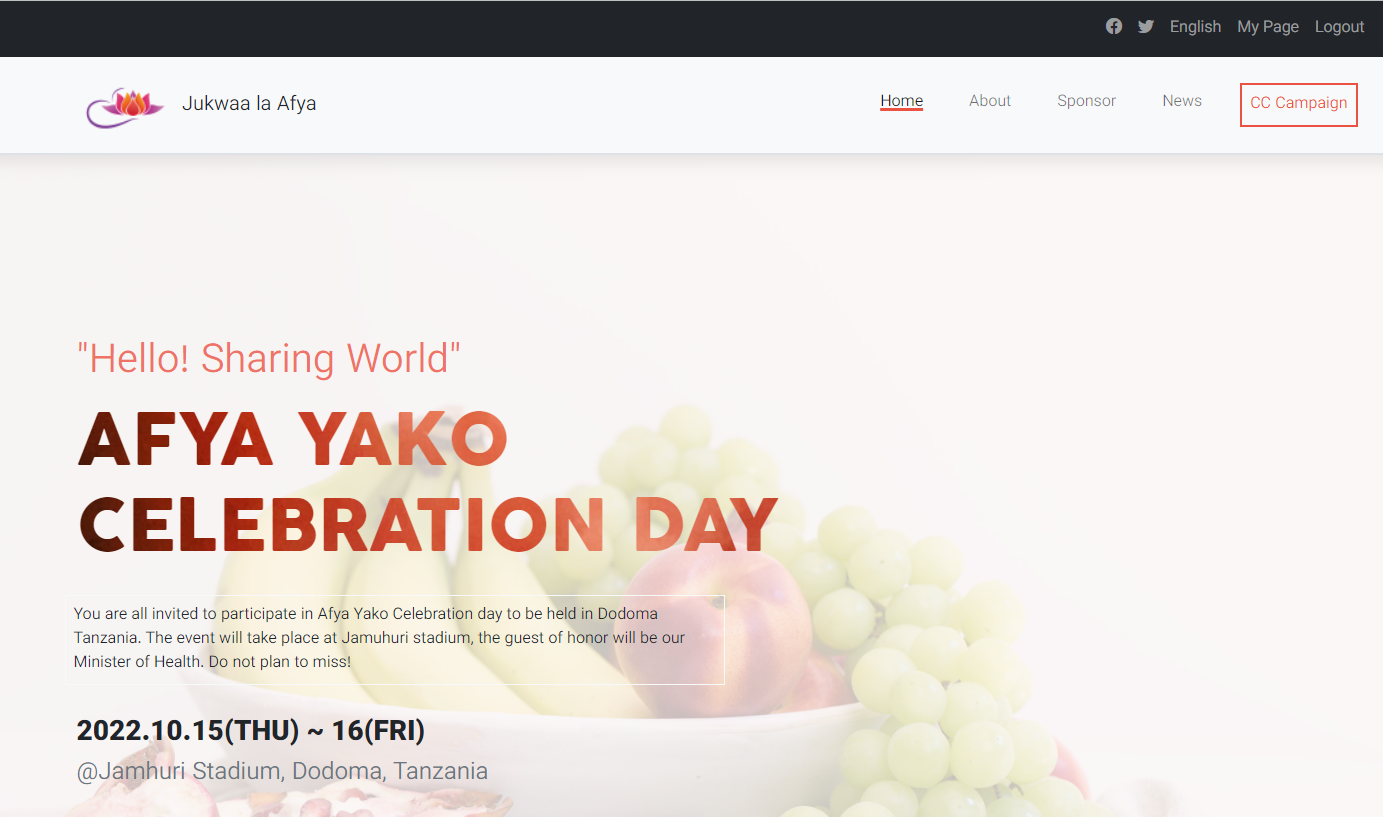 English My Page Logout
Jukwaa la Afya
Home About Sponsor News CC Campaign
"Hello! Sharing World"
AFYA YAKO
CELEBRATION DAY
You are all invited to participate in Afya Yako Celebration day to be held in Dodoma
Tanzania. The event will take place at Jamuhuri stadium, the guest of honor will be our
Minister of Health. Do not plan to miss!
2022.10.15(THU) ~ 16(FRI)
@Jamhuri Stadium, Dodoma, Tanzania